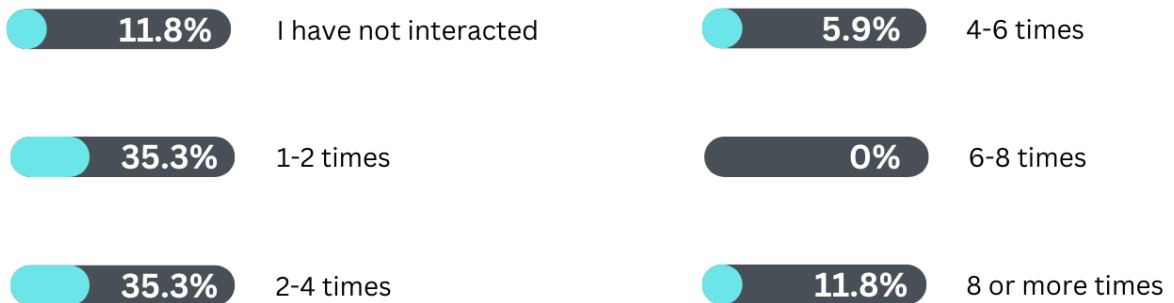 11.8% I have not interacted
35.3% 1-2 times
35.3% 2-4 times
5.9% 4-6 times
0% 6-8 times
11.8% 8 or more times